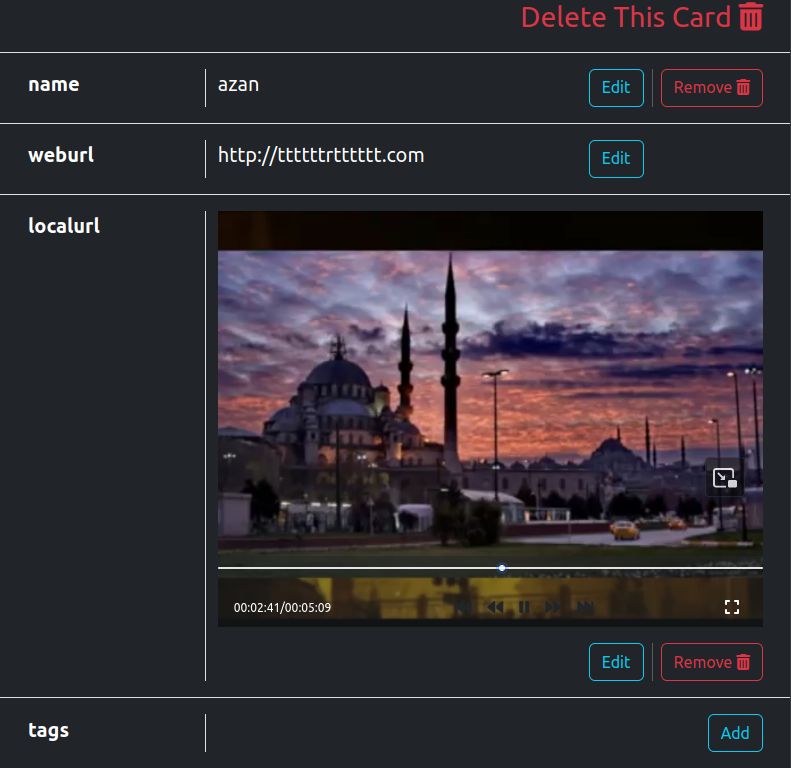 Delete This Card
name azan Edit Remove
weburl http://ttttttrtttttt.com Edit
localurl
00:02:41/00:05:09
Edit Remove
tags Add